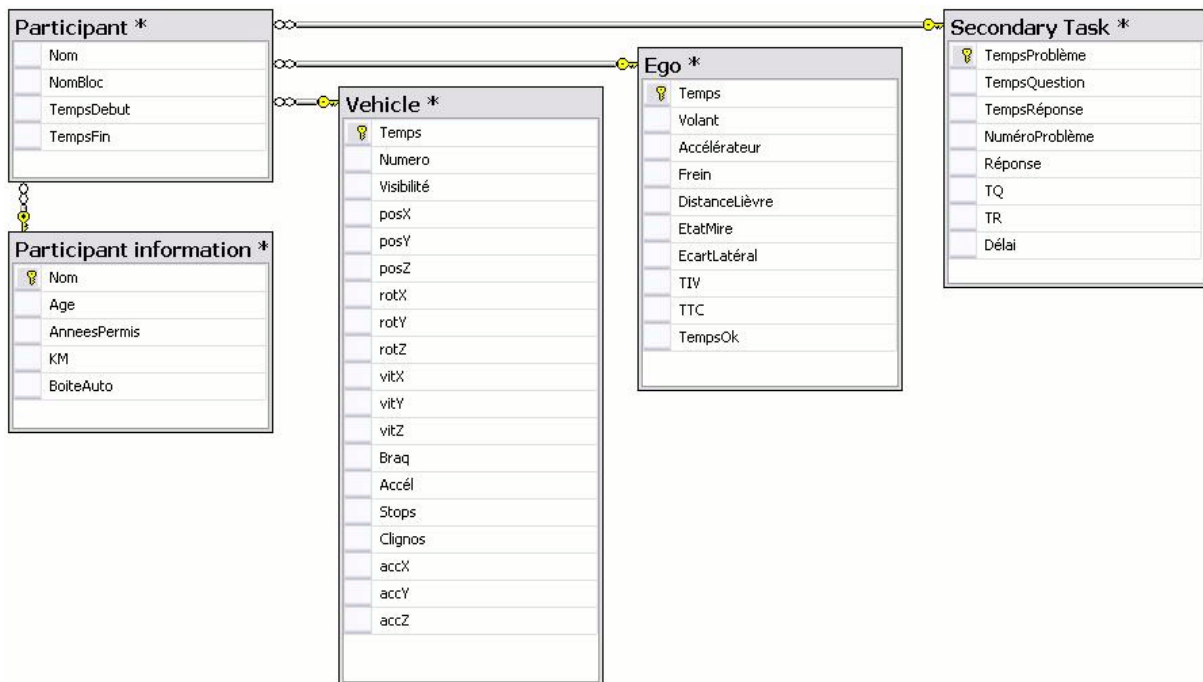 Participant *
Nom
NomBloc
TempsDebut
TempsFin
Participant information *
Nom
Age
AnneesPermis
KM
BoiteAuto
Vehicle *
Temps
Numero
Visibilité
posX
posY
posZ
rotX
rotY
rotZ
vitX
vitY
vitZ
Braq
Accél
Stops
Clignos
accX
accY
accZ
Ego *
Temps
Volant
Accélérateur
Frein
DistanceLièvre
EtatMire
EcartLatéral
TIV
TTC
TempsOk
Secondary Task *
TempsProblème
TempsQuestion
TempsRéponse
NuméroProblème
Réponse
TQ
TR
Délai